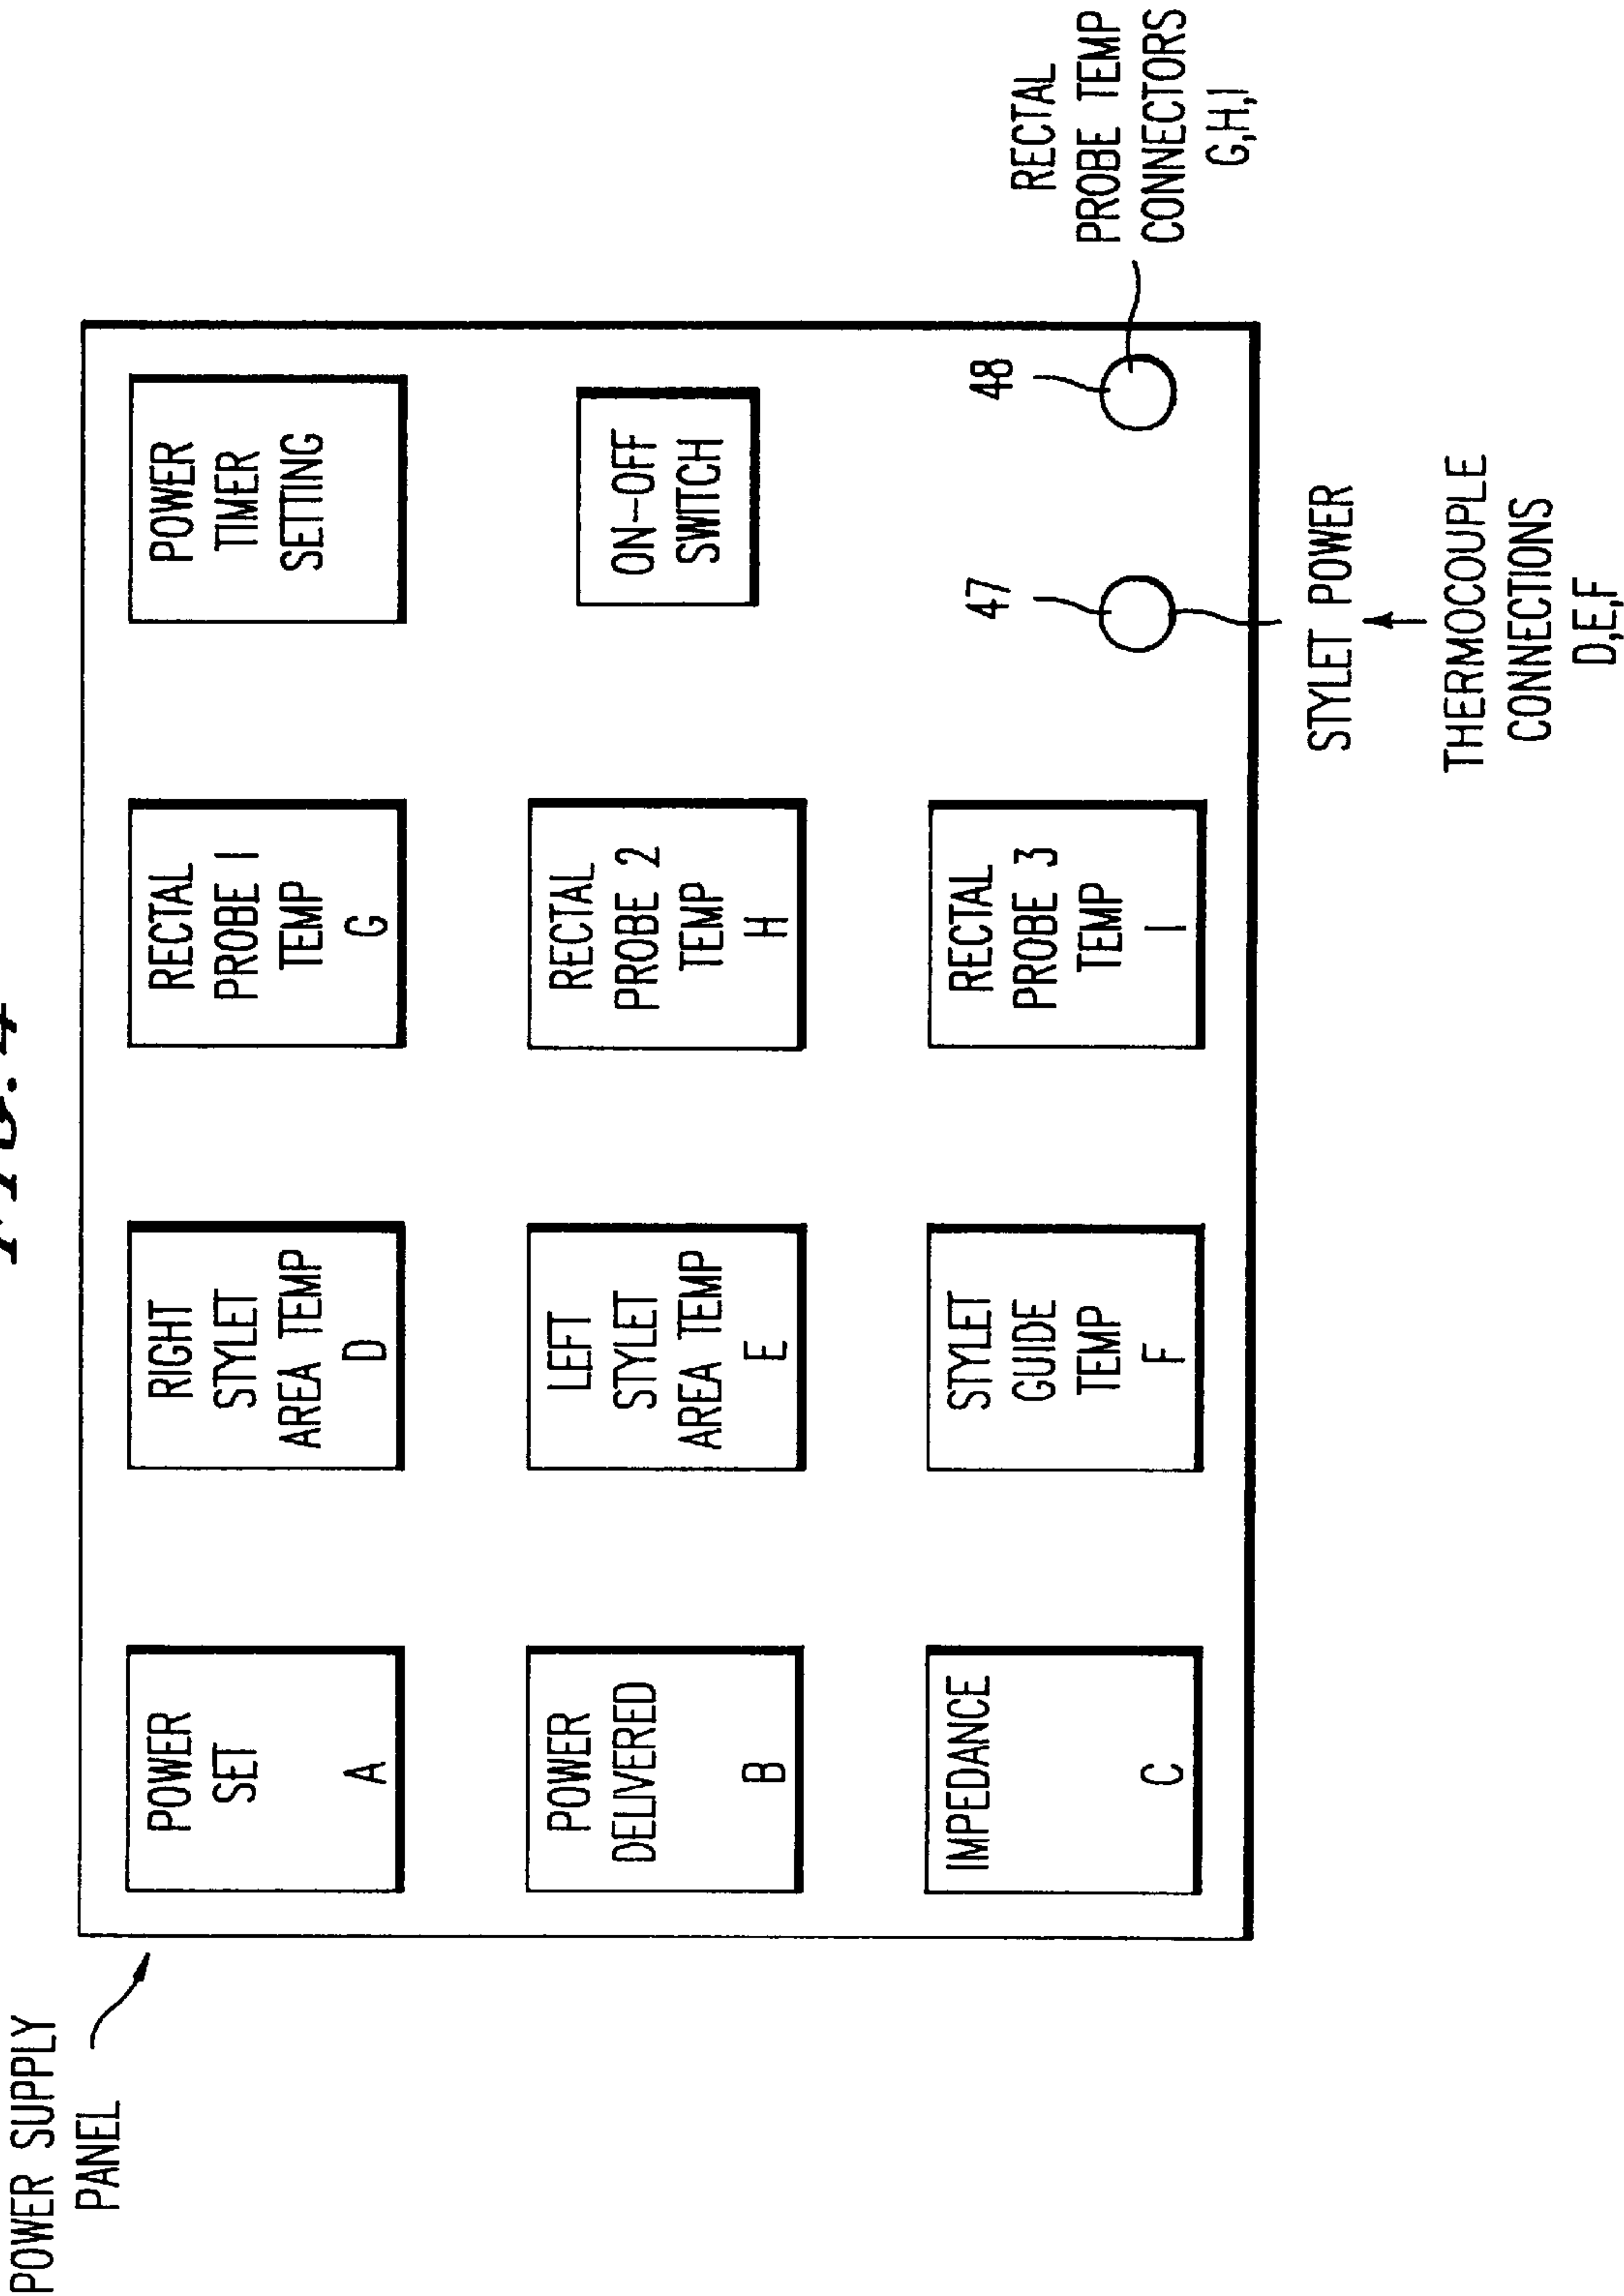 FIG. 4
POWER SUPPLY
PANEL
POWER
SET
A
RIGHT
STYLET
AREA TEMP
D
RECTAL
PROBE 1
TEMP
G
POWER
TIMER
SETTING
POWER
DELIVERED
B
LEFT
STYLET
AREA TEMP
E
RECTAL
PROBE 2
TEMP
H
ON-OFF
SWITCH
IMPEDANCE
C
STYLET
GUIDE
TEMP
F
RECTAL
PROBE 3
TEMP
I
47
48
RECTAL
PROBE TEMP
CONNECTORS
G,H,I
STYLET POWER
THERMOCOUPLE
CONNECTIONS
D,E,F